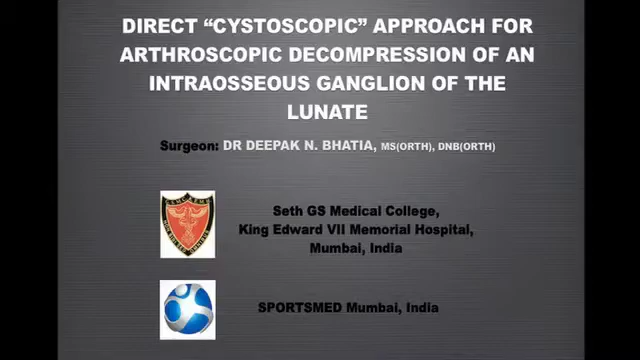 DIRECT “CYSTOSCOPIC” APPROACH FOR
ARTHROSCOPIC DECOMPRESSION OF AN
INTRAOSSEOUS GANGLION OF THE
LUNATE
Surgeon: DR DEEPAK N. BHATIA, MS(ORTH), DNB(ORTH)
Seth GS Medical College,
King Edward VII Memorial Hospital,
Mumbai, India
SPORTSMED Mumbai, India